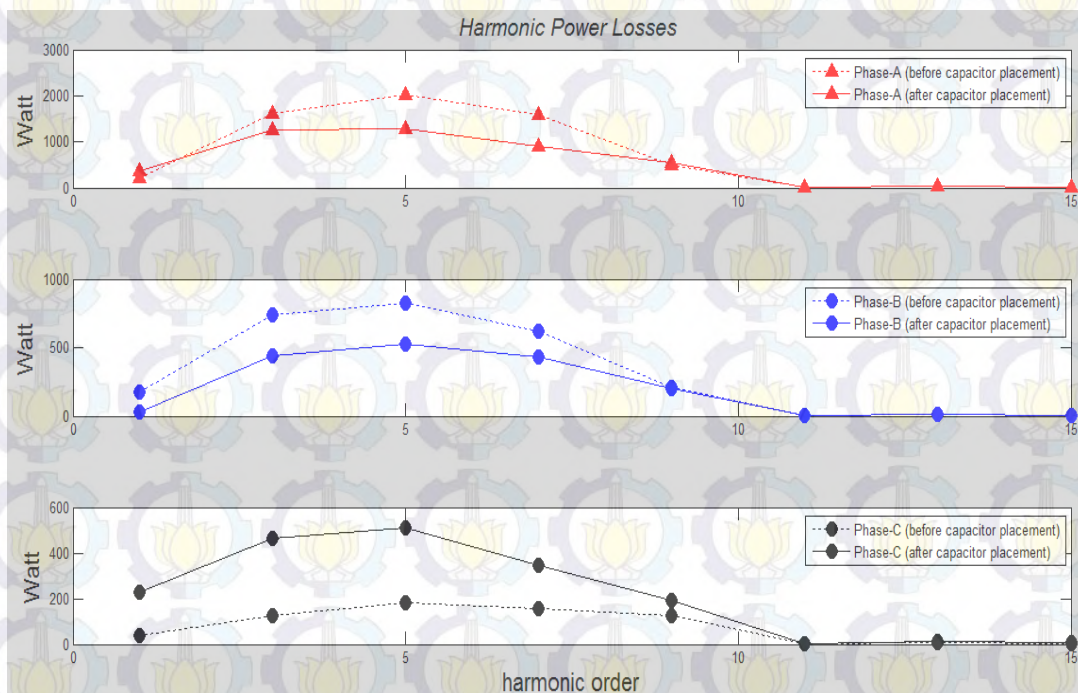 Harmonic Power Losses
3000
2000
1000
0
Watt
Phase-A (before capacitor placement)
Phase-A (after capacitor placement)
0 5 10 15
1000
500
0
Watt
Phase-B (before capacitor placement)
Phase-B (after capacitor placement)
0 5 10 15
600
400
200
0
Watt
Phase-C (before capacitor placement)
Phase-C (after capacitor placement)
0 5 10 15
harmonic order